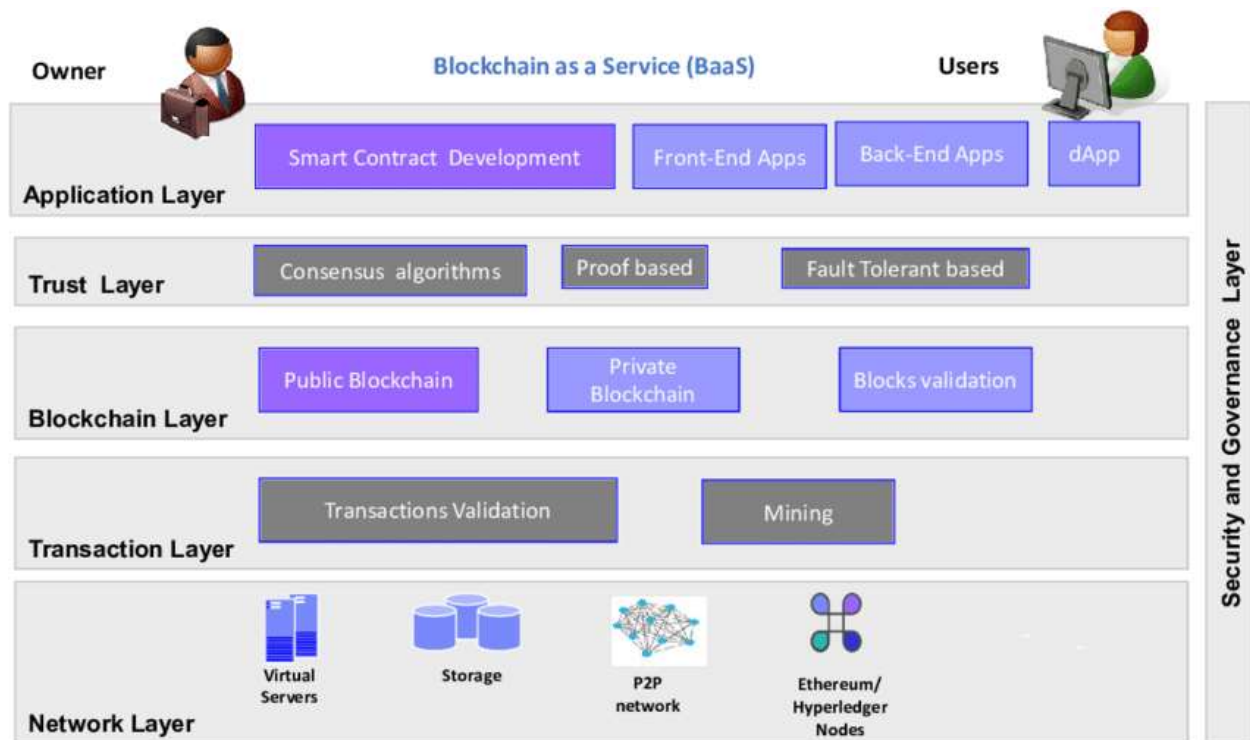 Owner
Blockchain as a Service (BaaS)
Users
Smart Contract Development
Front-End Apps
Back-End Apps
dApp
Application Layer
Consensus algorithms
Proof based
Fault Tolerant based
Trust Layer
Public Blockchain
Private
Blockchain
Blocks validation
Blockchain Layer
Transactions Validation
Mining
Transaction Layer
Virtual
Servers
Storage
P2P
network
Ethereum/
Hyperledger
Nodes
Network Layer
Security and Governance Layer